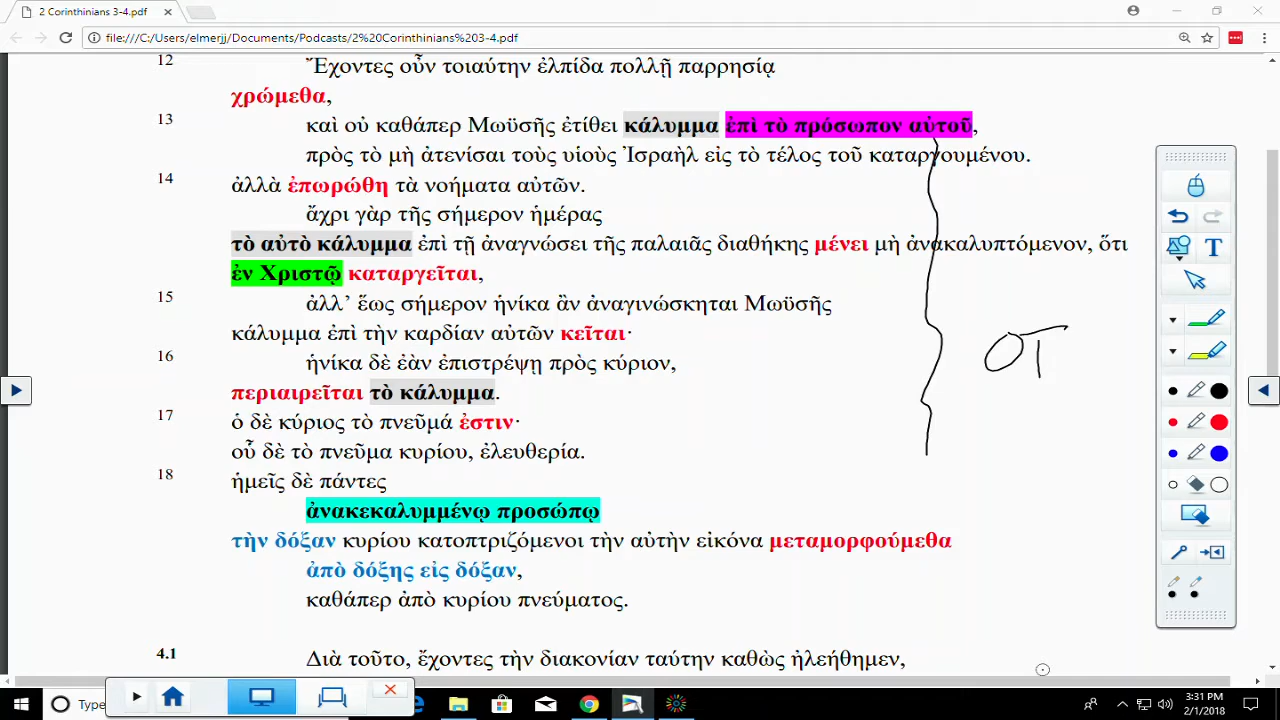 2 Corinthians 3-4.pdf
file:///C:/Users/elmerjj/Documents/Podcasts/2%20Corinthians%203-4.pdf
12 Ἔχοντες οὖν τοιαύτην ἐλπίδα πολλῇ παρρησίᾳ
χρώμεθα,
13 καὶ οὐ καθάπερ Μωϋσῆς ἐτίθει κάλυμμα ἐπὶ τὸ πρόσωπον αὐτοῦ,
πρὸς τὸ μὴ ἀτενίσαι τοὺς υἱοὺς Ἰσραὴλ εἰς τὸ τέλος τοῦ καταργουμένου.
14 ἀλλὰ ἐπωρώθη τὰ νοήματα αὐτῶν.
ἄχρι γὰρ τῆς σήμερον ἡμέρας
τὸ αὐτὸ κάλυμμα ἐπὶ τῇ ἀναγνώσει τῆς παλαιᾶς διαθήκης μένει μὴ ἀνακαλυπτόμενον, ὅτι
ἐν Χριστῷ καταργεῖται,
15 ἀλλ’ ἕως σήμερον ἡνίκα ἂν ἀναγινώσκηται Μωϋσῆς
κάλυμμα ἐπὶ τὴν καρδίαν αὐτῶν κεῖται·
OT
16 ἡνίκα δὲ ἐὰν ἐπιστρέψῃ πρὸς κύριον,
περιαιρεῖται τὸ κάλυμμα.
17 ὁ δὲ κύριος τὸ πνεῦμά ἐστιν·
οὗ δὲ τὸ πνεῦμα κυρίου, ἐλευθερία.
18 ἡμεῖς δὲ πάντες
ἀνακεκαλυμμένῳ προσώπῳ
τὴν δόξαν κυρίου κατοπτριζόμενοι τὴν αὐτὴν εἰκόνα μεταμορφούμεθα
ἀπὸ δόξης εἰς δόξαν,
καθάπερ ἀπὸ κυρίου πνεύματος.
4.1 Διὰ τοῦτο, ἔχοντες τὴν διακονίαν ταύτην καθὼς ἠλεήθημεν,
T
Type
3:31 PM
2/1/2018